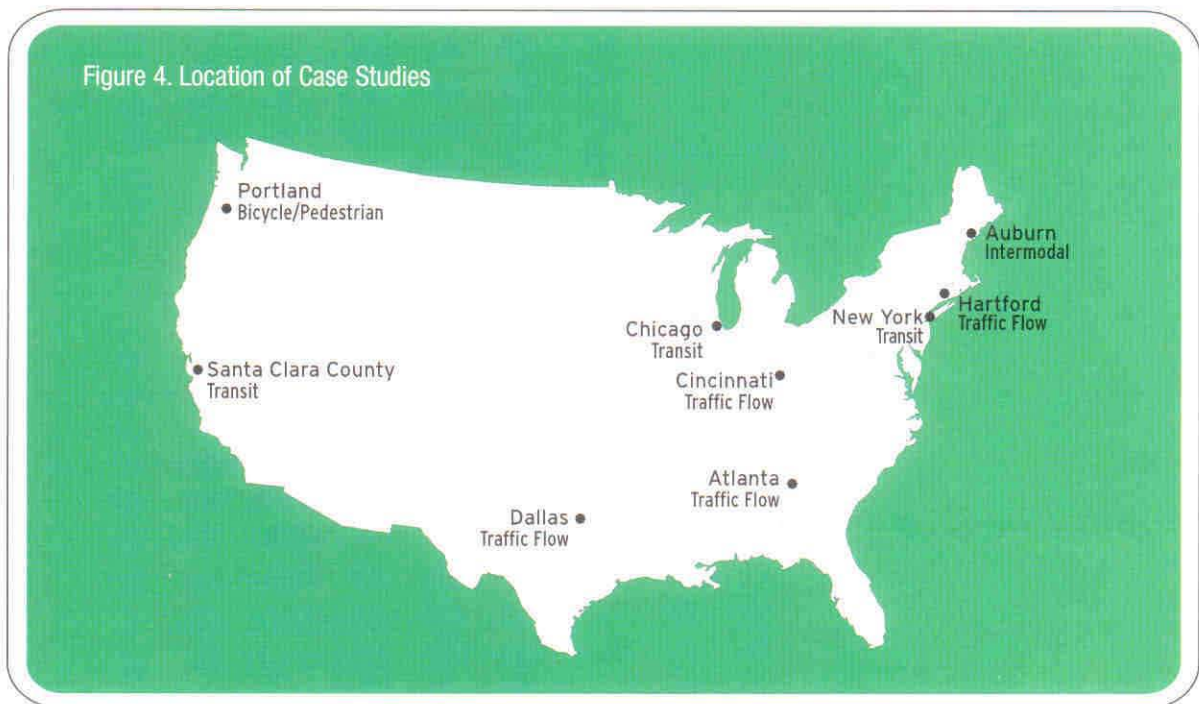 Figure 4. Location of Case Studies
Portland
Bicycle/Pedestrian
Auburn
Intermodal
Hartford
Traffic Flow
New York
Transit
Chicago
Transit
Cincinnati
Traffic Flow
Santa Clara County
Transit
Atlanta
Traffic Flow
Dallas
Traffic Flow